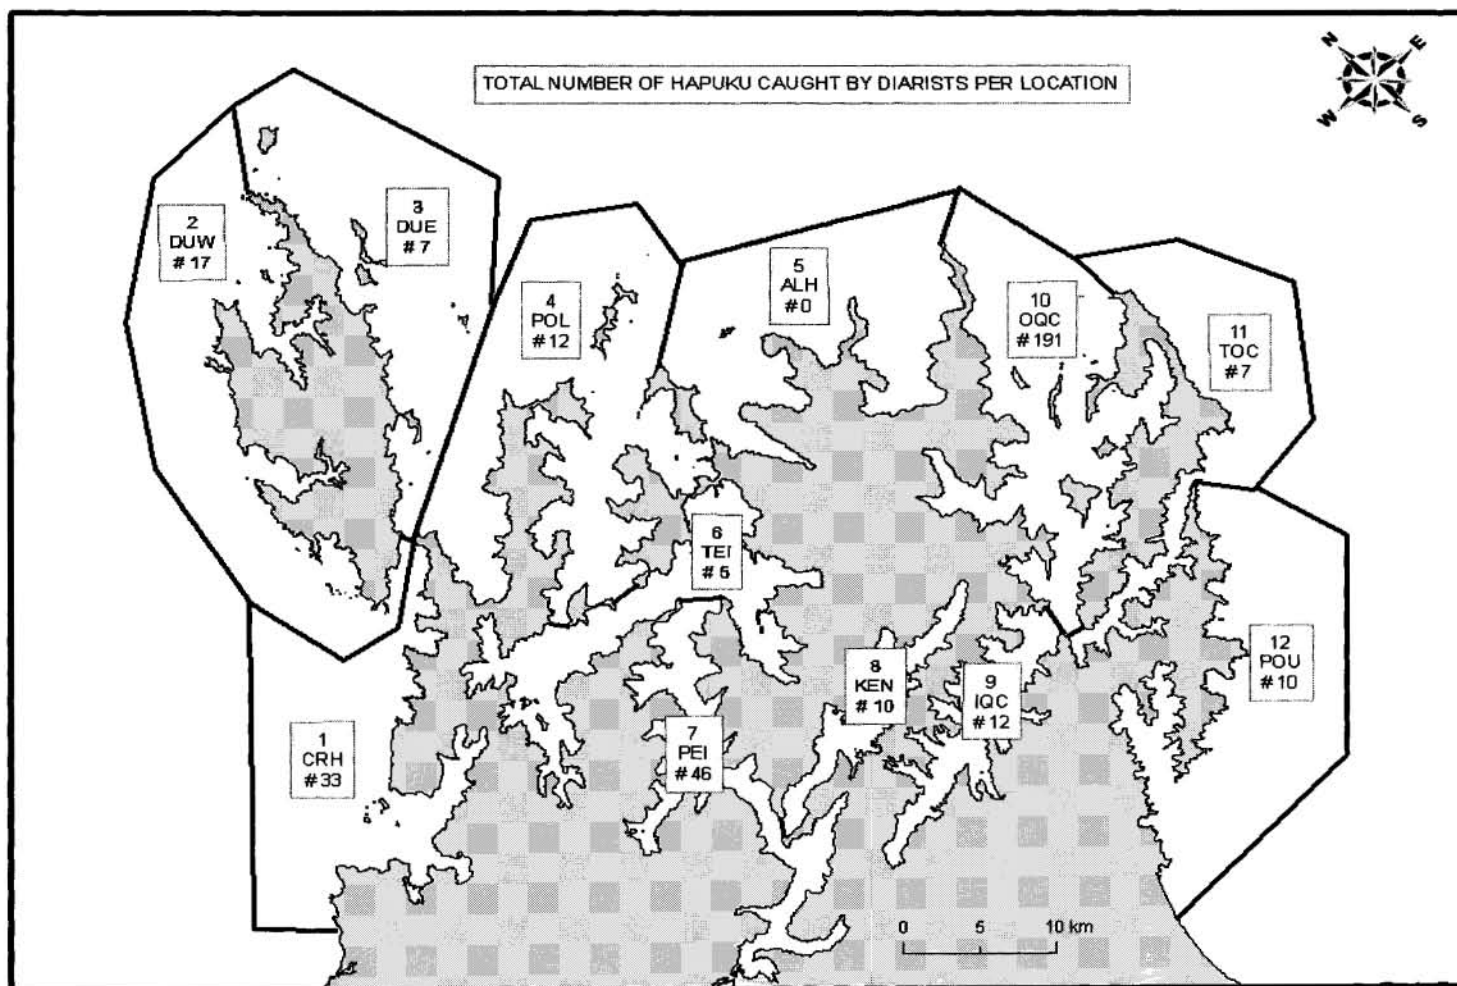 TOTAL NUMBER OF HAPUKU CAUGHT BY DIARISTS PER LOCATION
N
E
W
S
2
DUW
# 17
3
DUE
# 7
4
POL
# 12
5
ALH
#0
10
OQC
# 191
11
TOC
# 7
6
TEI
# 5
12
POU
# 10
8
KEN
# 10
9
IQC
# 12
1
CRH
# 33
7
PEI
# 46
0 5 10 km